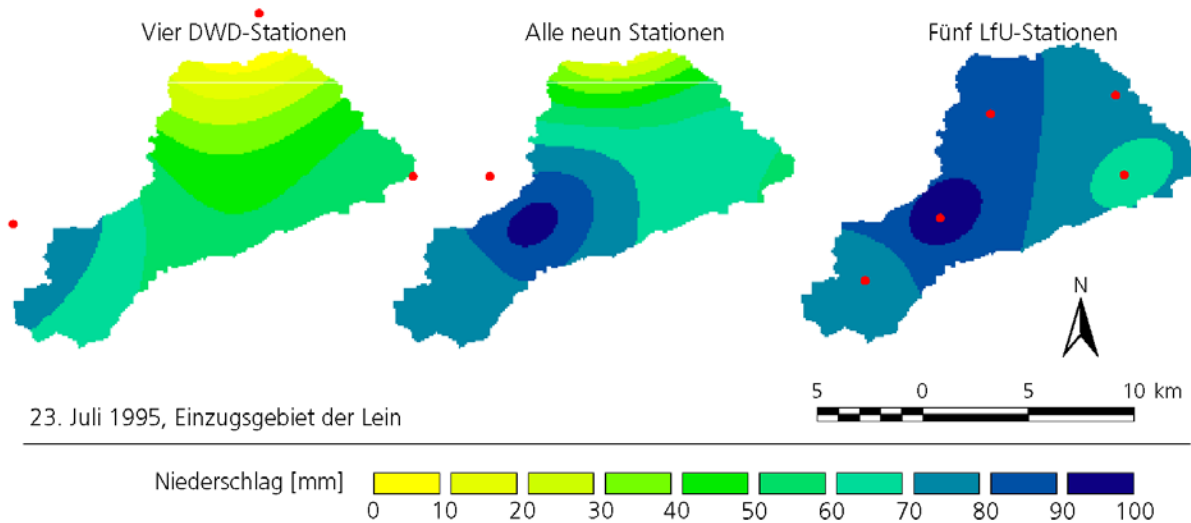 Vier DWD-Stationen
Alle neun Stationen
Fünf LfU-Stationen
N
5 0 5 10 km
23. Juli 1995, Einzugsgebiet der Lein
Niederschlag [mm]
0 10 20 30 40 50 60 70 80 90 100